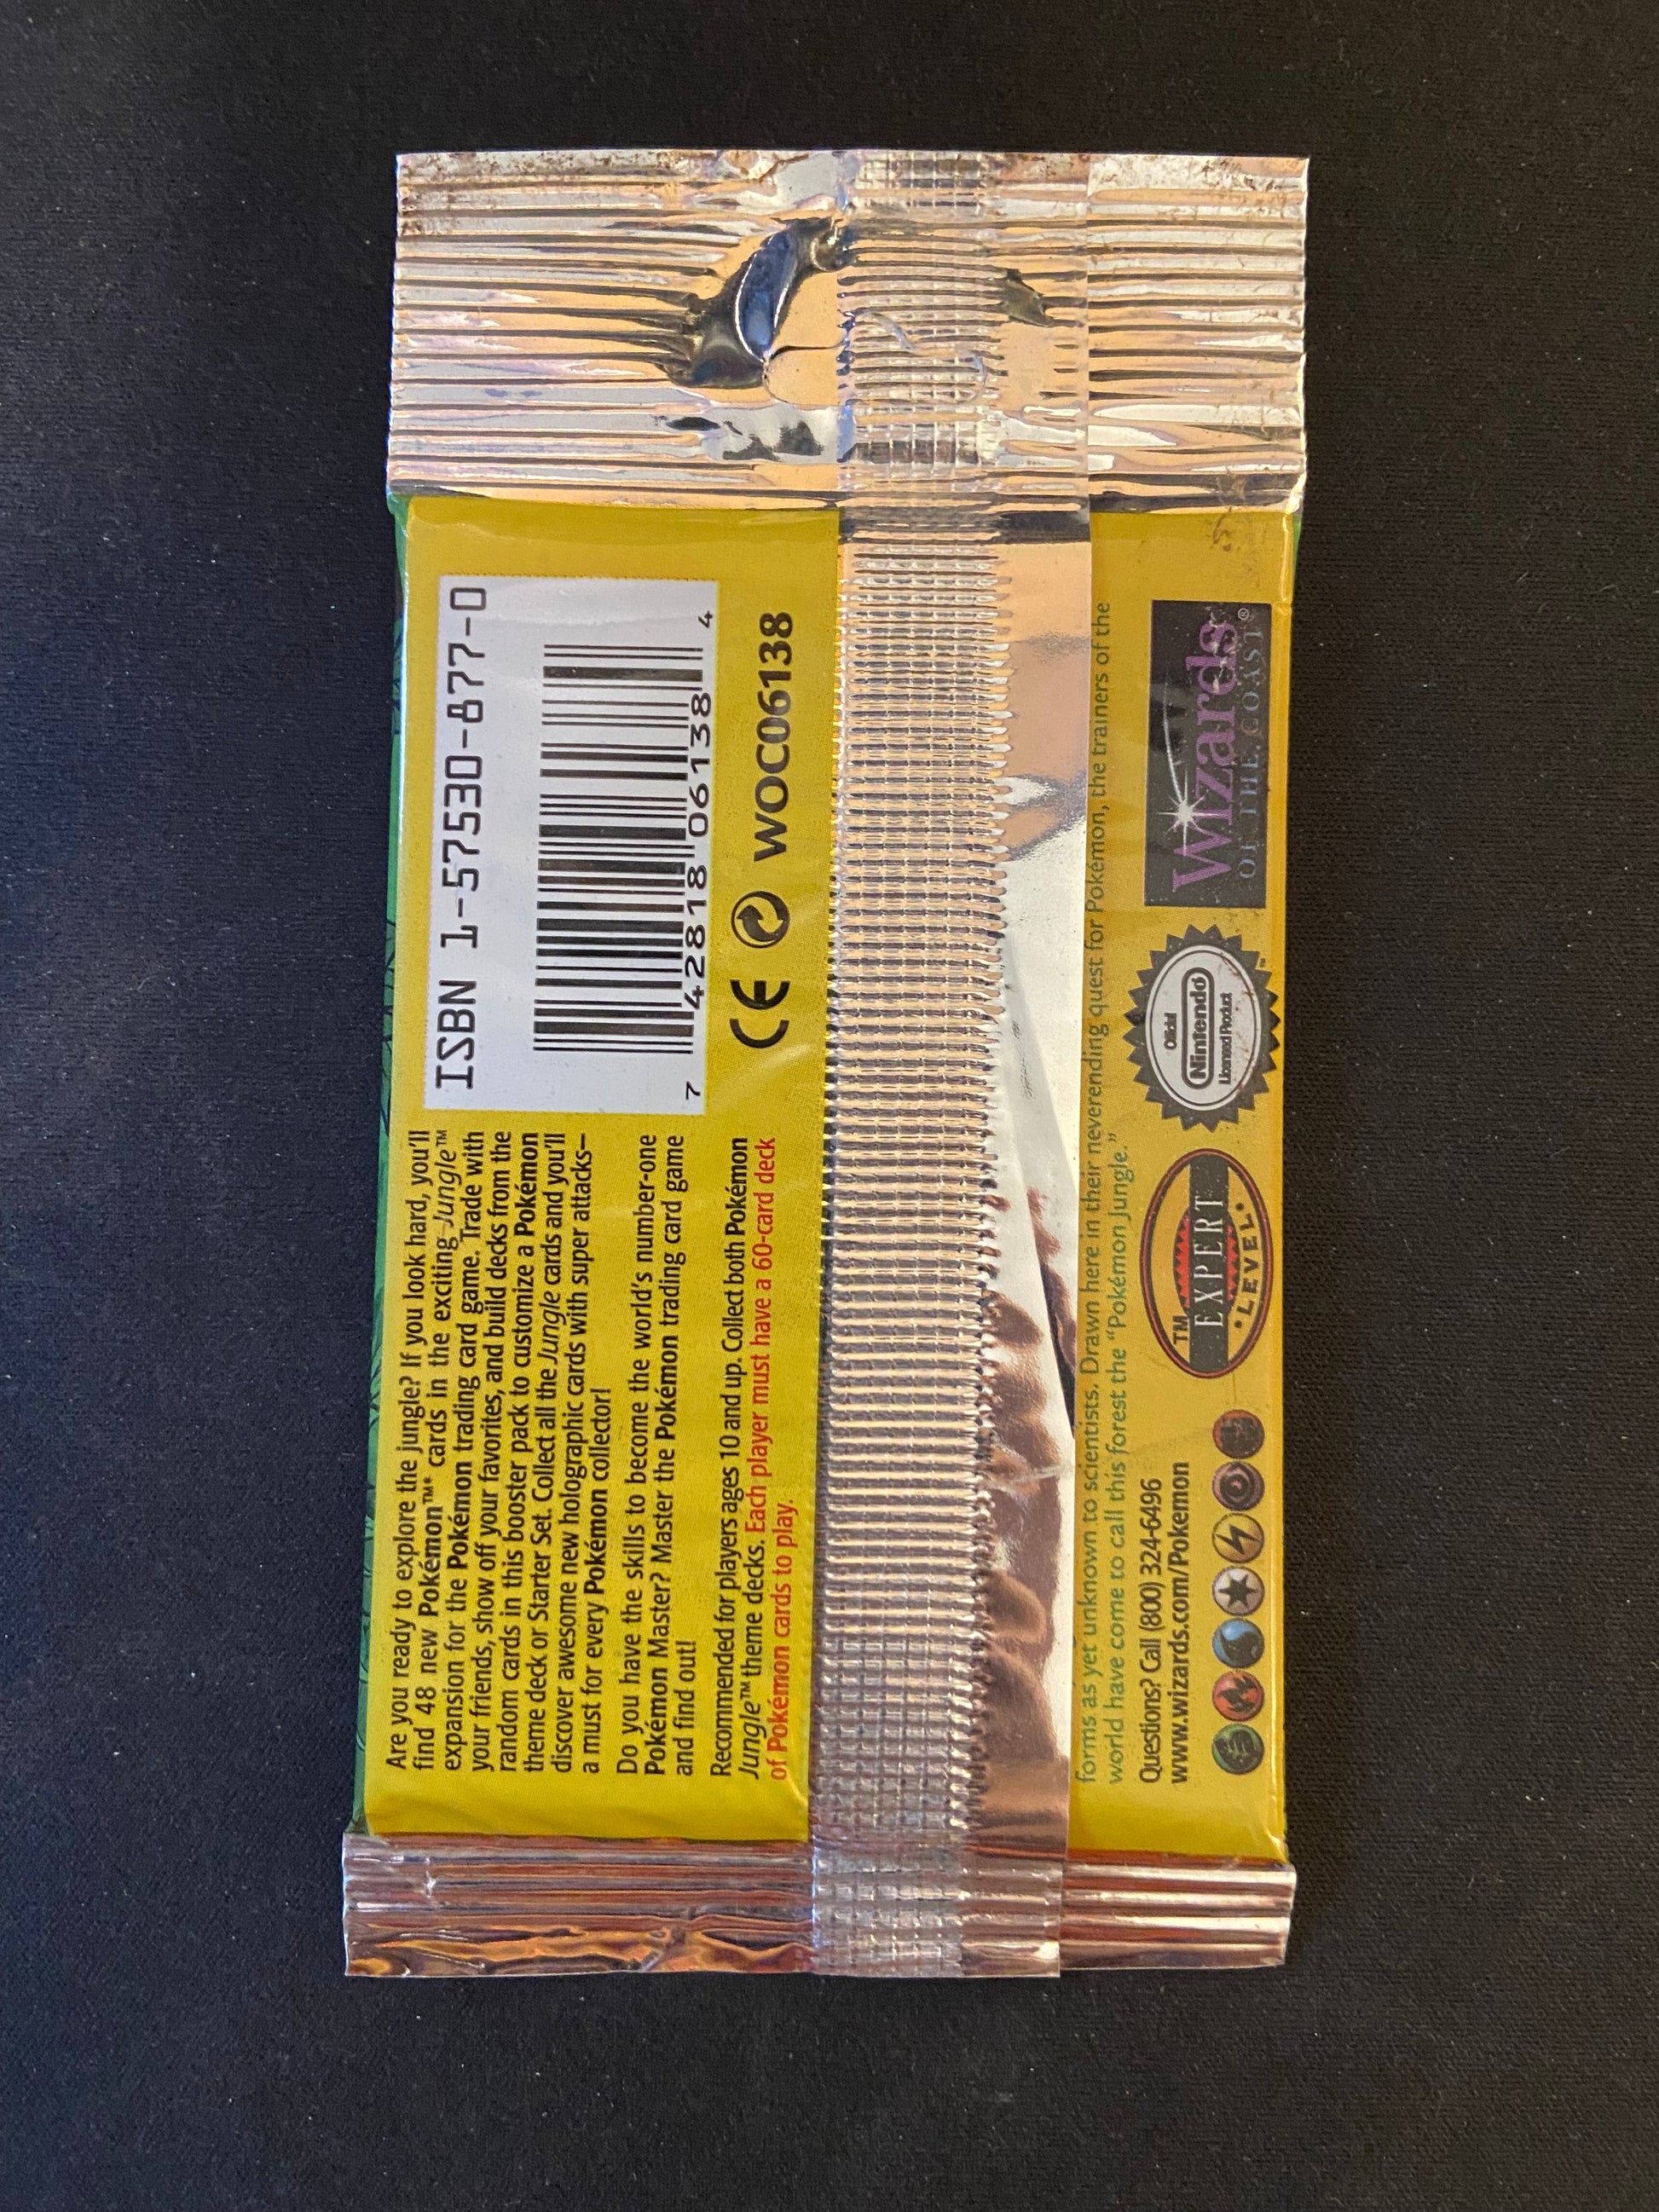 Are you ready to explore the jungle? If you look hard, you'll
find 48 new Pokémon™* cards in the exciting Jungle™
expansion for the Pokémon trading card game. Trade with
your friends, show off your favorites, and build decks from the
random cards in this booster pack to customize a Pokémon
theme deck or Starter Set. Collect all the Jungle cards and you'll
discover awesome new holographic cards with super attacks–
a must for every Pokémon collector!
Do you have the skills to become the world's number-one
Pokémon Master? Master the Pokémon trading card game
and find out!
Recommended for players ages 10 and up. Collect both Pokémon
Jungle™ theme decks. Each player must have a 60-card deck
of Pokémon cards to play.
ISBN 1-57530-877-0
7 42818 06138 4
CE WOC06138
forms as yet unknown to scientists. Drawn here in their neverending quest for Pokémon, the trainers of the
world have come to call this forest the “Pokémon Jungle.”
Questions? Call (800) 324-6496
www.wizards.com/Pokemon
TM
EXPERT
•LEVEL•
Official
Nintendo
Licensed Product
™
Wizards
OF THE COAST®